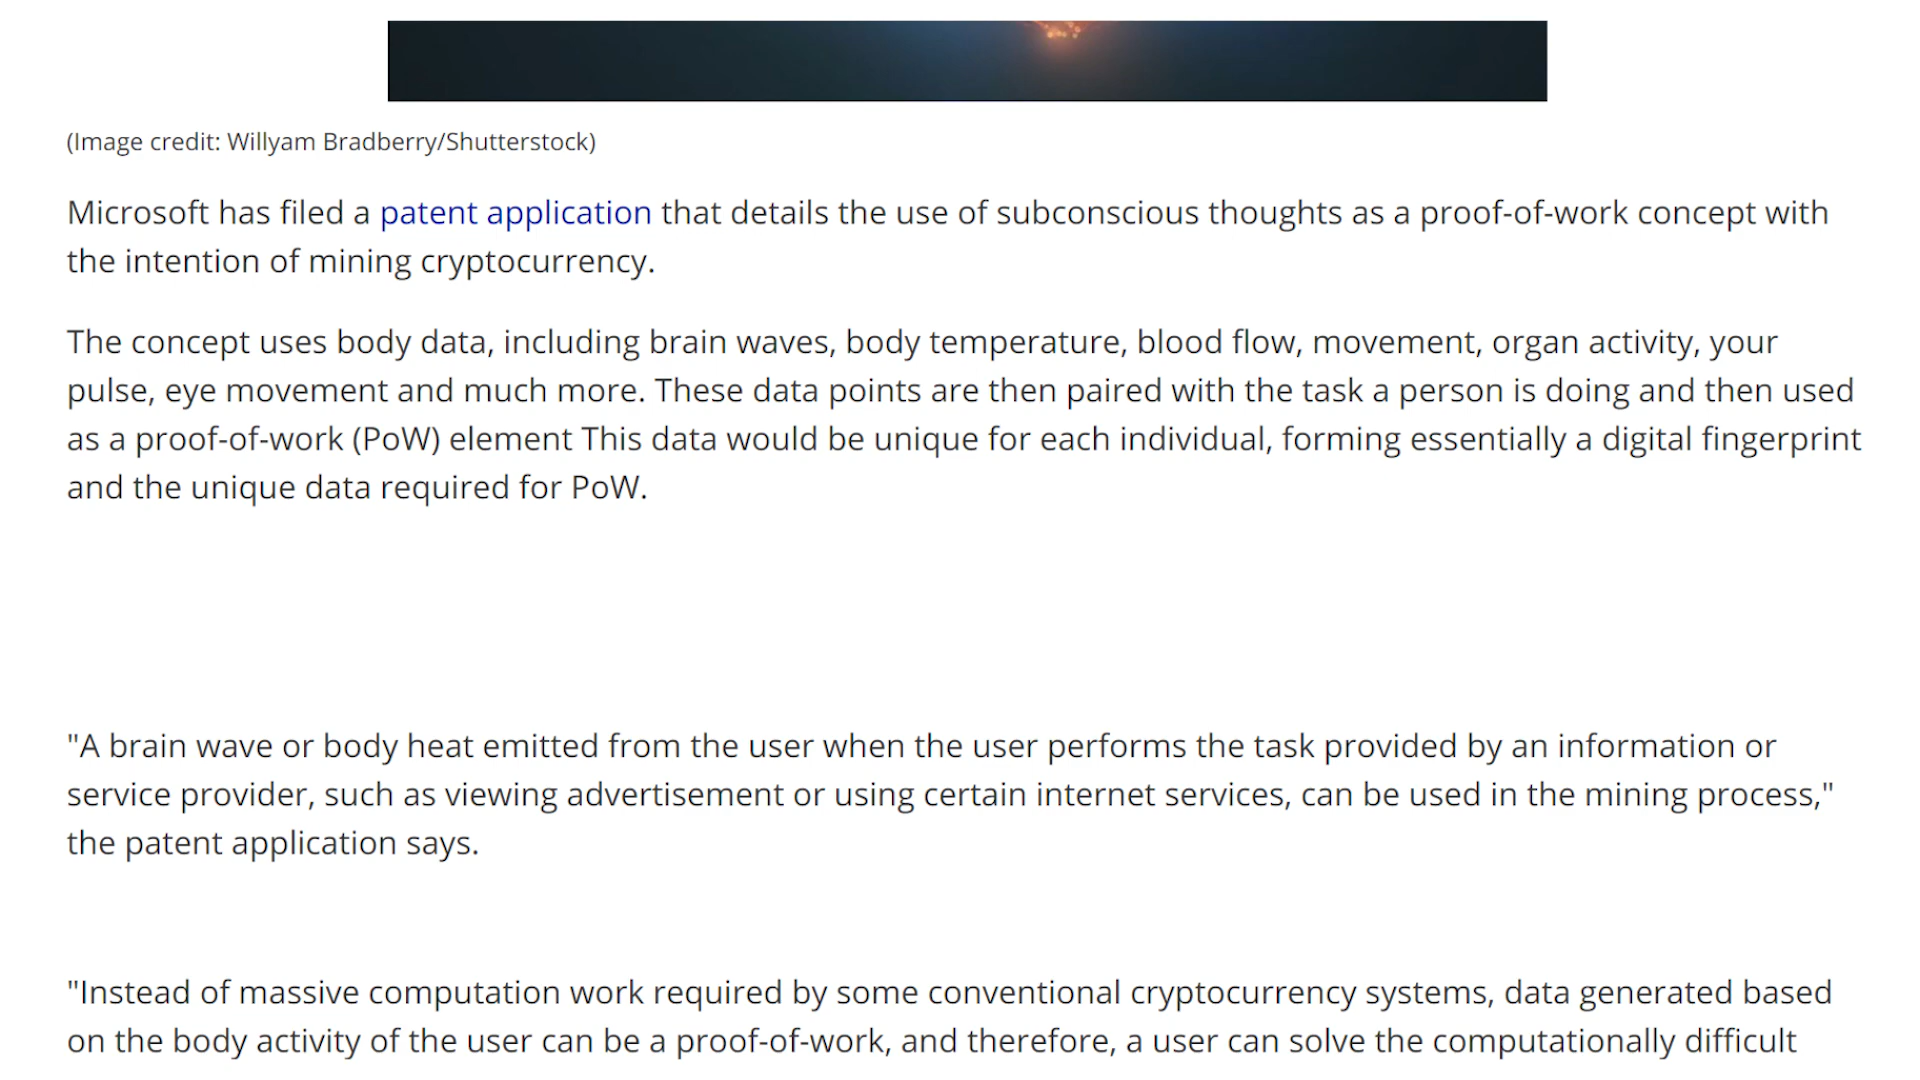 (Image credit: Willyam Bradberry/Shutterstock)
Microsoft has filed a patent application that details the use of subconscious thoughts as a proof-of-work concept with
the intention of mining cryptocurrency.
The concept uses body data, including brain waves, body temperature, blood flow, movement, organ activity, your
pulse, eye movement and much more. These data points are then paired with the task a person is doing and then used
as a proof-of-work (PoW) element This data would be unique for each individual, forming essentially a digital fingerprint
and the unique data required for PoW.
"A brain wave or body heat emitted from the user when the user performs the task provided by an information or
service provider, such as viewing advertisement or using certain internet services, can be used in the mining process,"
the patent application says.
"Instead of massive computation work required by some conventional cryptocurrency systems, data generated based
on the body activity of the user can be a proof-of-work, and therefore, a user can solve the computationally difficult